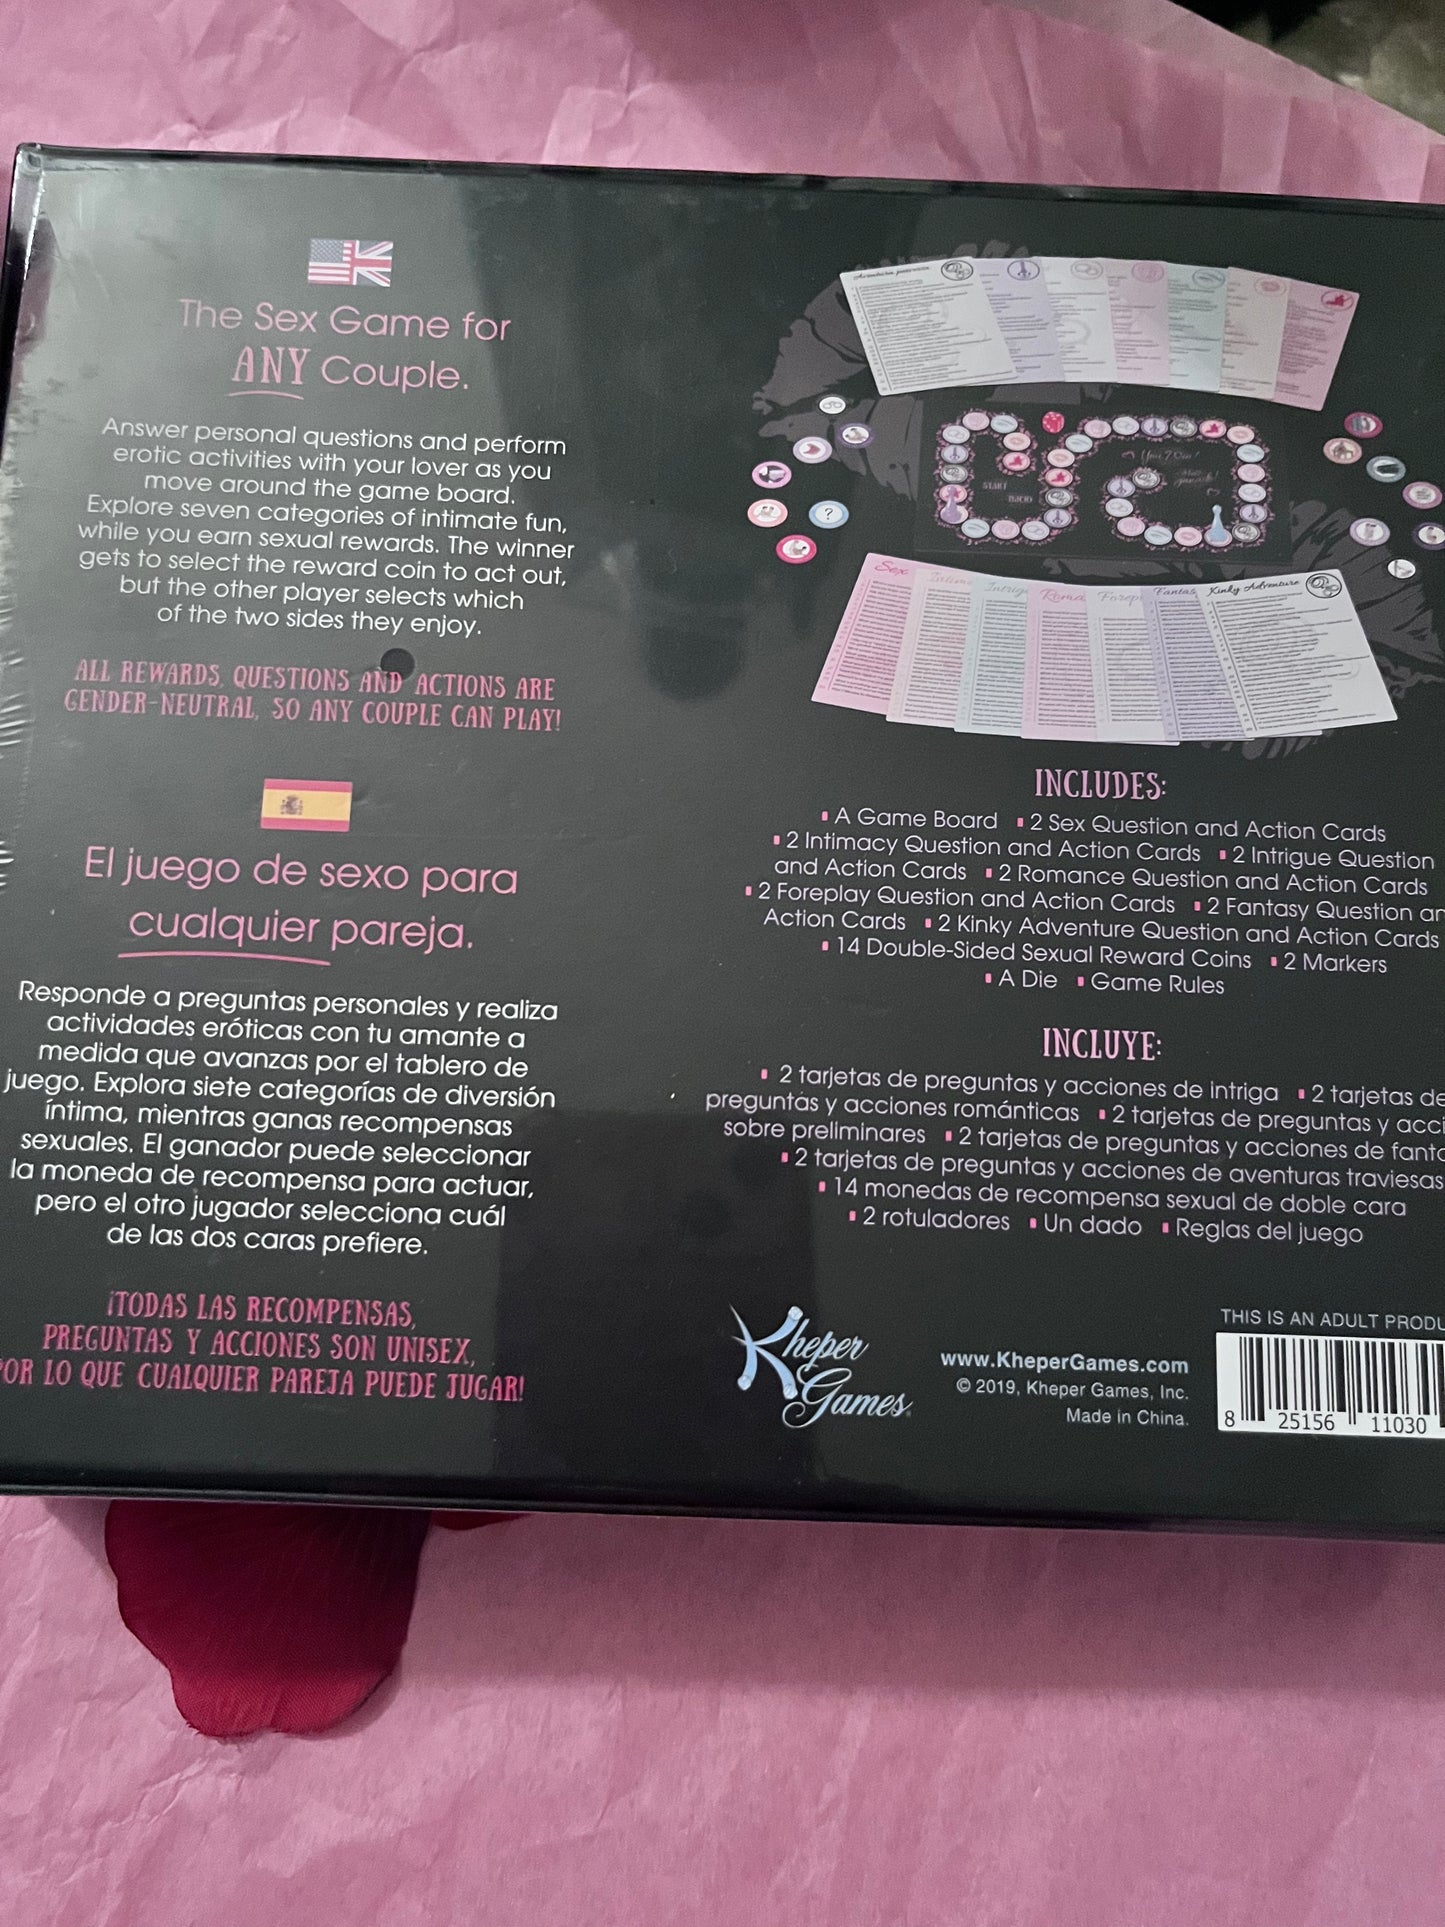 The Sex Game for
ANY Couple.
Answer personal questions and perform
erotic activities with your lover as you
move around the game board.
Explore seven categories of intimate fun,
while you earn sexual rewards. The winner
gets to select the reward coin to act out,
but the other player selects which
of the two sides they enjoy.
ALL REWARDS, QUESTIONS AND ACTIONS ARE
GENDER-NEUTRAL, SO ANY COUPLE CAN PLAY!
El juego de sexo para
cualquier pareja.
Responde a preguntas personales y realiza
actividades eróticas con tu amante a
medida que avanzas por el tablero de
juego. Explora siete categorías de diversión
íntima, mientras ganas recompensas
sexuales. El ganador puede seleccionar
la moneda de recompensa para actuar,
pero el otro jugador selecciona cuál
de las dos caras prefiere.
¡TODAS LAS RECOMPENSAS,
PREGUNTAS Y ACCIONES SON UNISEX,
POR LO QUE CUALQUIER PAREJA PUEDE JUGAR!
START
?
Sex
Kinky Adventure
INCLUDES:
A Game Board 2 Sex Question and Action Cards
2 Intimacy Question and Action Cards 2 Intrigue Question
and Action Cards 2 Romance Question and Action Cards
2 Foreplay Question and Action Cards 2 Fantasy Question
Action Cards 2 Kinky Adventure Question and Action Cards
14 Double-Sided Sexual Reward Coins 2 Markers
A Die Game Rules
INCLUYE:
2 tarjetas de preguntas y acciones de intriga 2 tarjetas de
preguntas y acciones románticas 2 tarjetas de preguntas y acci
sobre preliminares 2 tarjetas de preguntas y acciones de fanta
2 tarjetas de preguntas y acciones de aventuras traviesas
14 monedas de recompensa sexual de doble cara
2 rotuladores Un dado Reglas del juego
Kheper
Games
www.KheperGames.com
© 2019, Kheper Games, Inc.
Made in China.
THIS IS AN ADULT PRODU
8 25156 11030